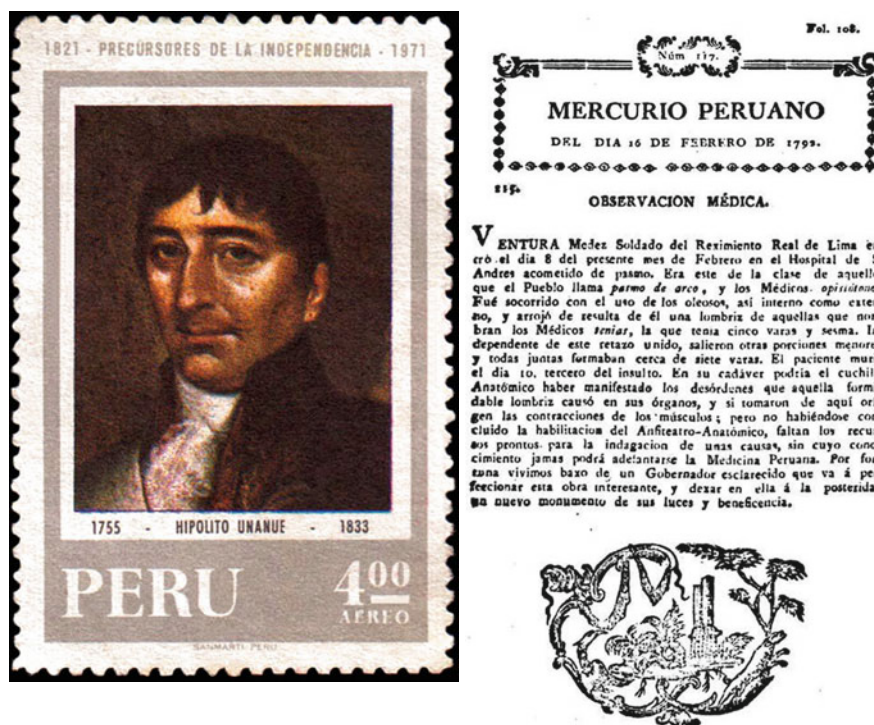 1821 - PRECURSORES DE LA INDEPENDENCIA - 1971
1755 - HIPOLITO UNANUE - 1833
PERU
4.00
AEREO
SANMARTI PERU
Fol. 108.
Núm 117.
MERCURIO PERUANO
DEL DIA 16 DE FEBRERO DE 1792.
115.
OBSERVACION MÉDICA.
VENTURA Medez Soldado del Reximiento Real de Lima en
cró el dia 8 del presente mes de Febrero en el Hospital de S
Andres acometido de pasmo. Era este de la clase de aquello
que el Pueblo llama pasmo de arco, y los Médicos opistótono
Fué socorrido con el uso de los oleosos, asi interno como exter
no, y arrojó de resulta de él una lombriz de aquellas que nom
bran los Médicos tenias, la que tenia cinco varas y sesma. In
dependente de este retazo unido, salieron otras porciones menore
y todas juntas formaban cerca de siete varas. El paciente muri
el dia 10, tercero del insulto. En su cadáver podria el cuchil
Anatómico haber manifestado los desórdenes que aquella formi
dable lombriz causó en sus órganos, y si tomaron de aquí ori
gen las contracciones de los músculos; pero no habiéndose con
cluido la habilitacion del Anfiteatro-Anatómico, faltan los recur
sos prontos para la indagacion de unas causas, sin cuyo cono
cimiento jamas podrá adelantarse la Medicina Peruana. Por for
tuna vivimos baxo de un Gobernador esclarecido que va á per
feccionar esta obra interesante, y dexar en ella á la posterida
un nuevo monumento de sus luces y beneficencia.